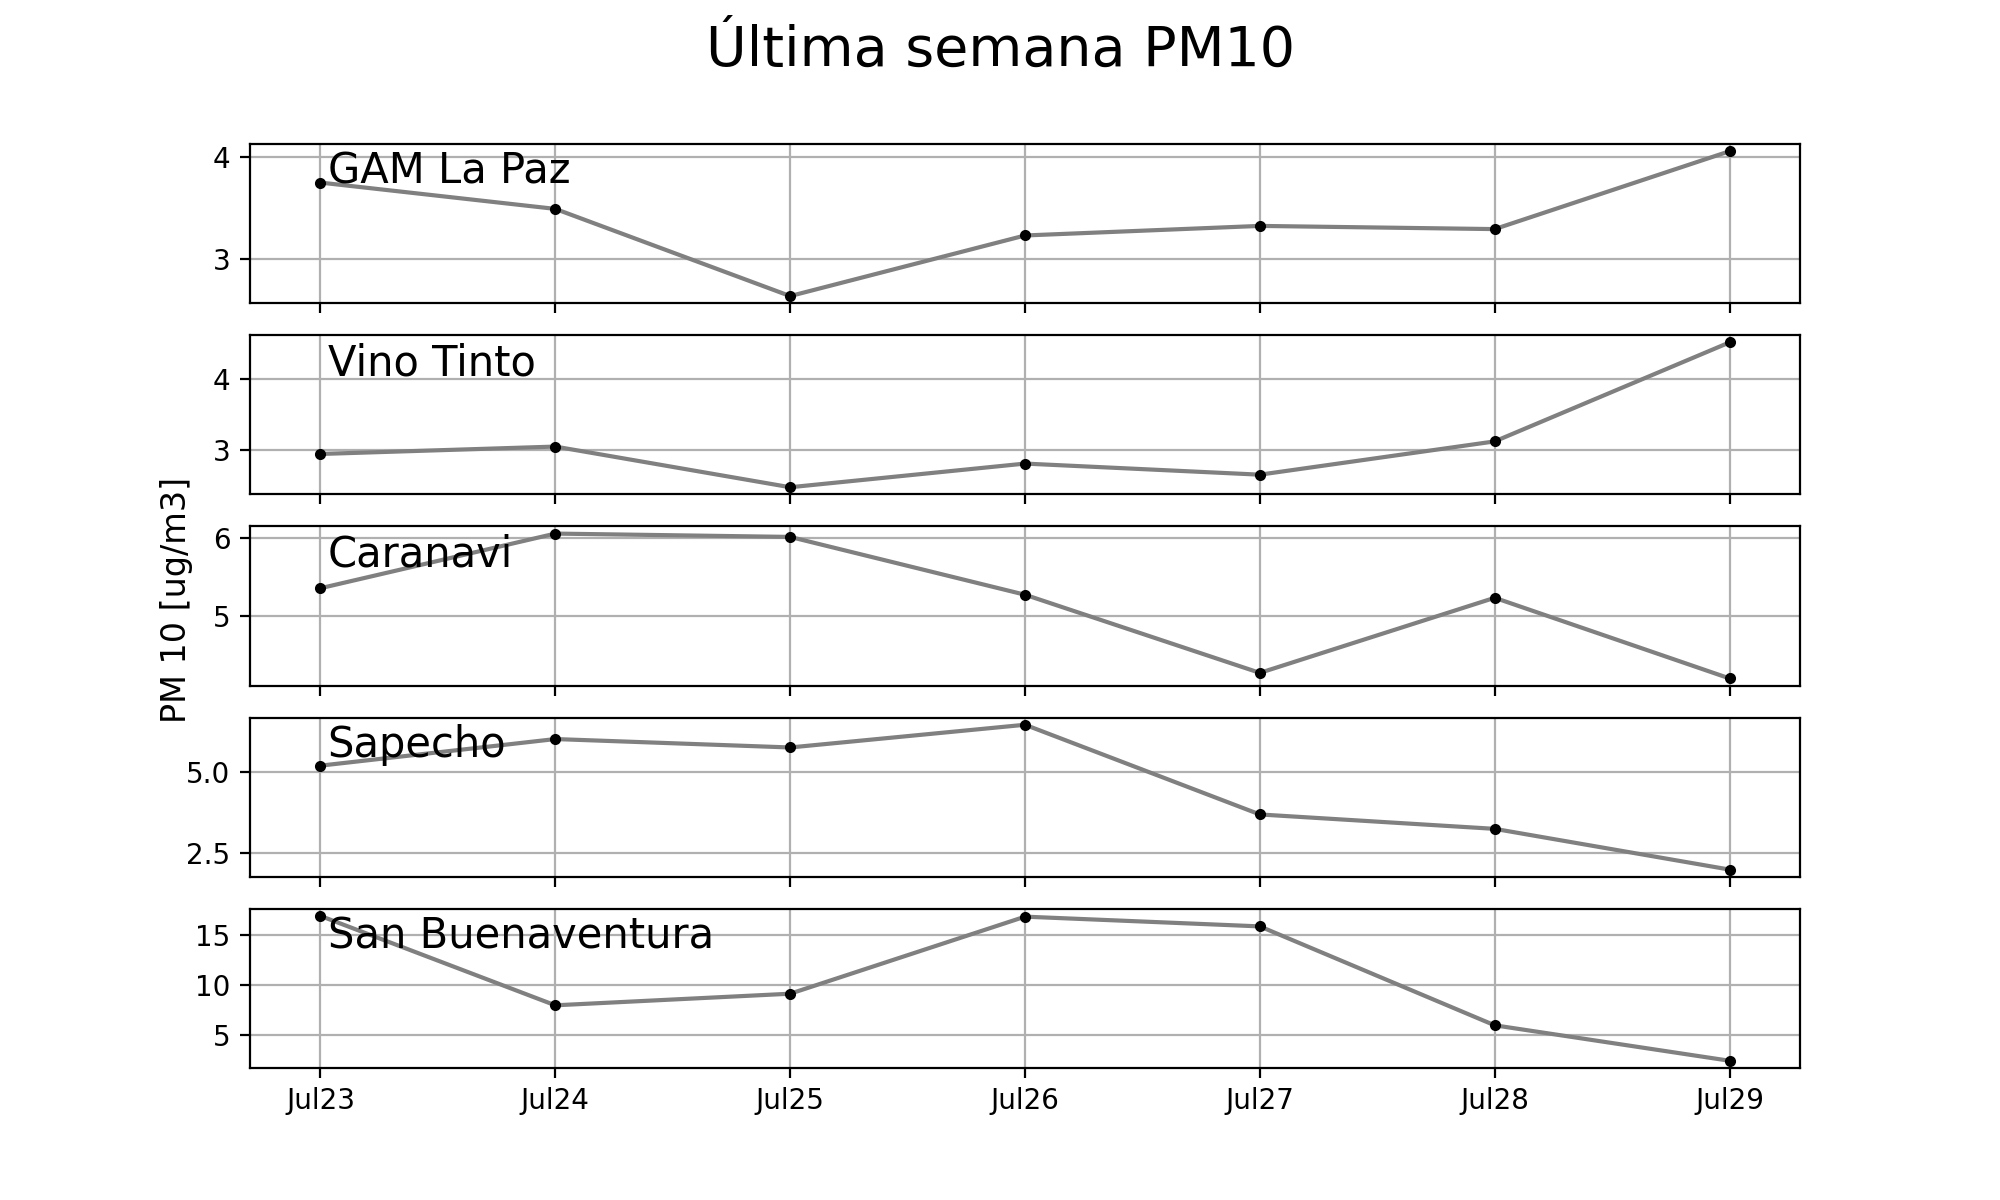 Última semana PM10
GAM La Paz
4
3
Vino Tinto
4
3
PM 10 [ug/m3]
Caranavi
6
5
Sapecho
5.0
2.5
San Buenaventura
15
10
5
Jul23 Jul24 Jul25 Jul26 Jul27 Jul28 Jul29